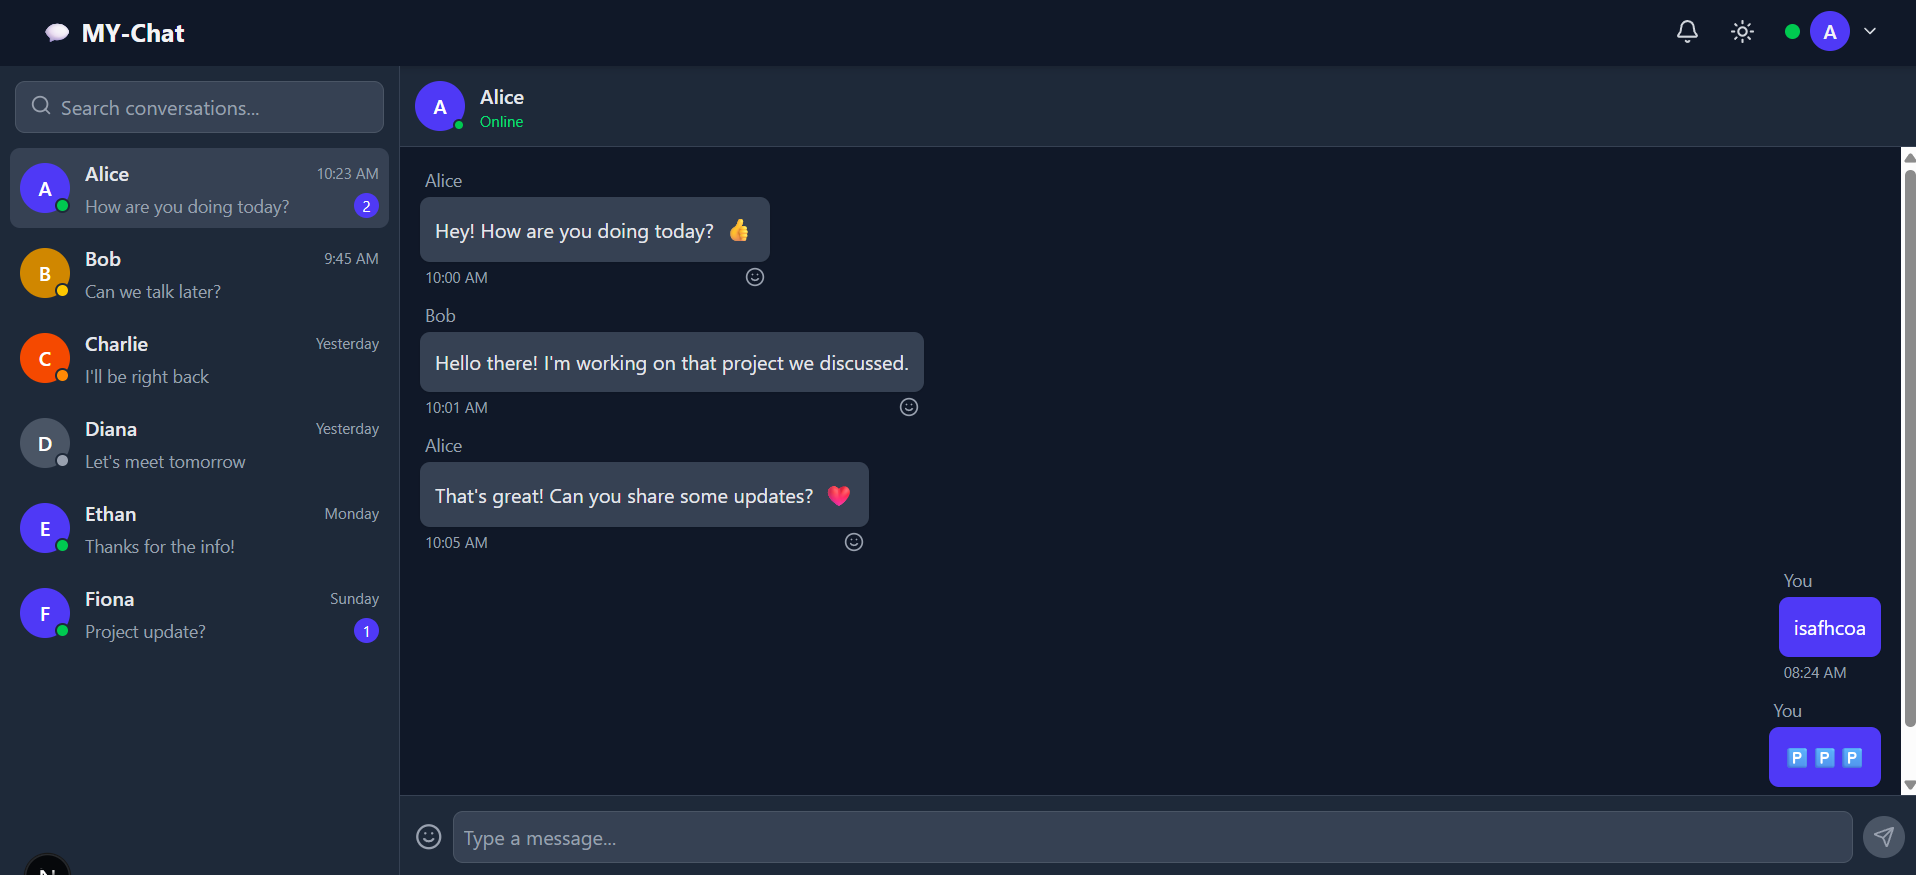 MY-Chat
A
Search conversations...
A
Alice
10:23 AM
How are you doing today?
2
B
Bob
9:45 AM
Can we talk later?
C
Charlie
Yesterday
I'll be right back
D
Diana
Yesterday
Let's meet tomorrow
E
Ethan
Monday
Thanks for the info!
F
Fiona
Sunday
Project update?
1
A
Alice
Online
Alice
Hey! How are you doing today? 👍
10:00 AM
Bob
Hello there! I'm working on that project we discussed.
10:01 AM
Alice
That's great! Can you share some updates? ❤️
10:05 AM
You
isafhcoa
08:24 AM
You
🅿️🅿️🅿️
Type a message...